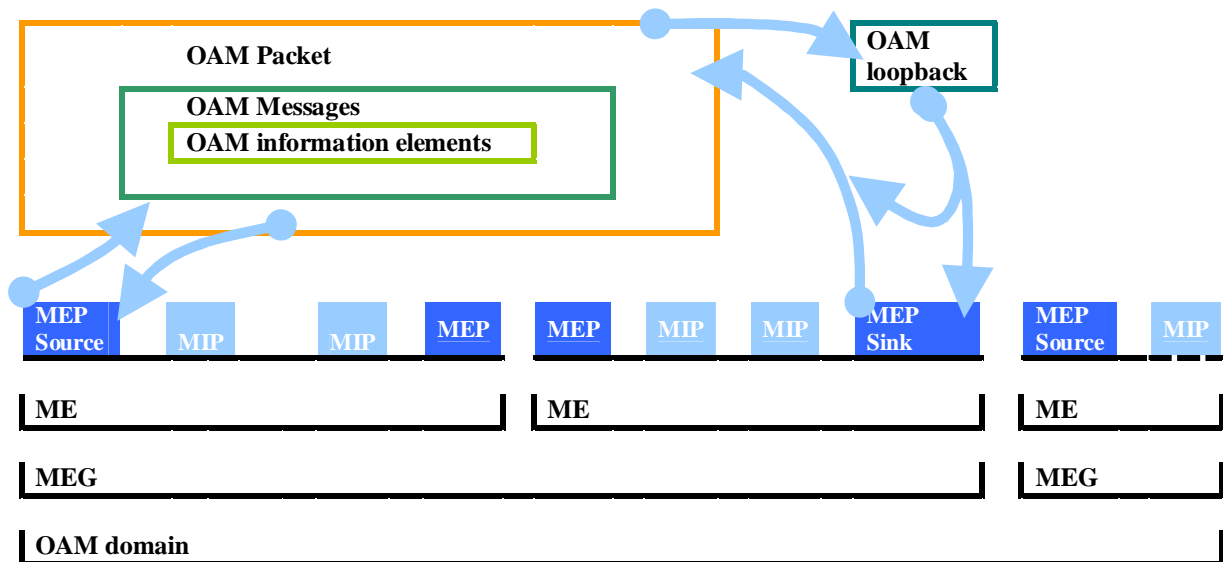 OAM Packet
OAM
loopback
OAM Messages
OAM information elements
MEP
Source
MIP
MIP
MEP
MEP
MIP
MIP
MEP
Sink
MEP
Source
MIP
ME
ME
ME
MEG
MEG
OAM domain